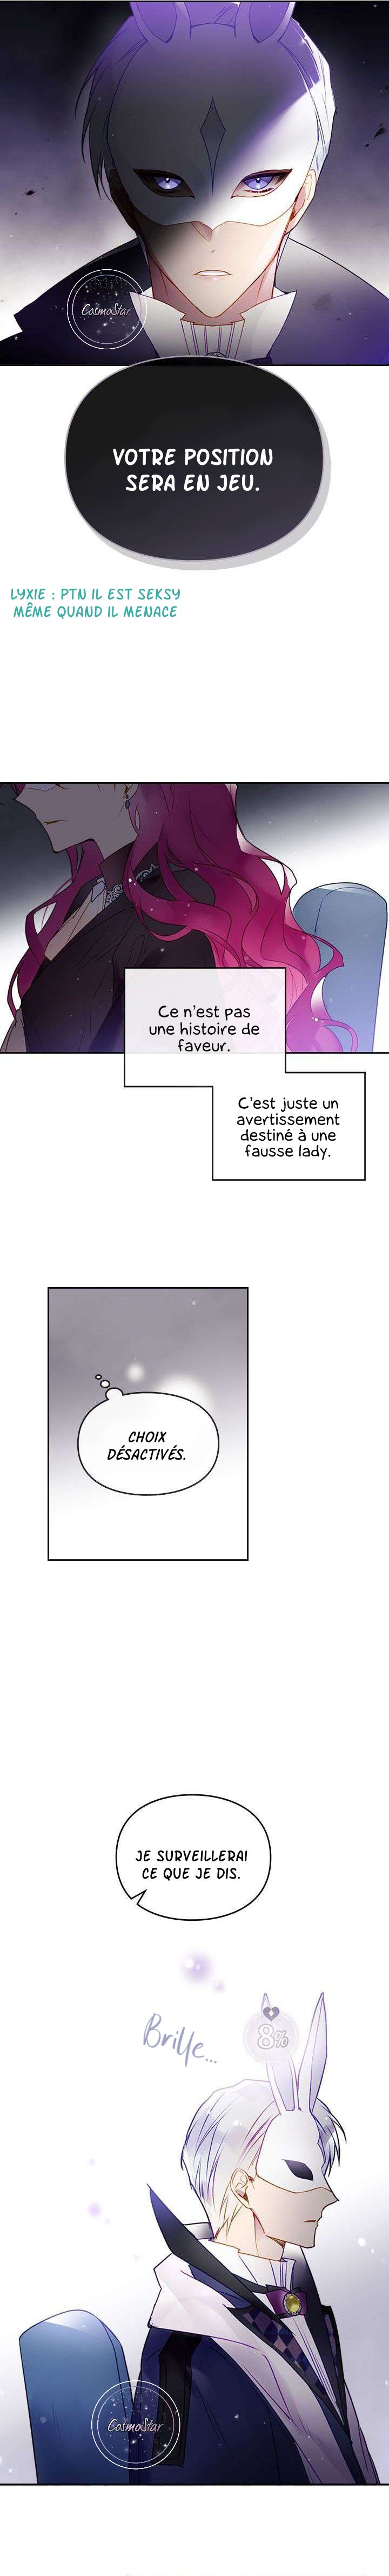 CosmoStar
VOTRE POSITION
SERA EN JEU.
LYXIE : PTN IL EST SEKSY
MÊME QUAND IL MENACE
Ce n'est pas
une histoire de
faveur.
C'est juste un
avertissement
destiné à une
fausse lady.
CHOIX
DÉSACTIVÉS.
JE SURVEILLERAI
CE QUE JE DIS.
Brille...
8%
CosmoStar